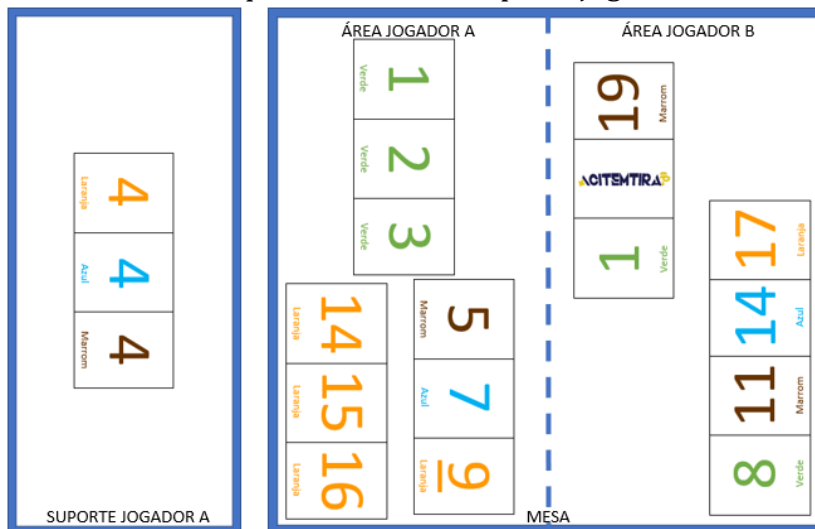 4 Laranja
4 Azul
4 Marrom
SUPORTE JOGADOR A
ÁREA JOGADOR A
1 Verde
2 Verde
3 Verde
14 Laranja
15 Laranja
16 Laranja
5 Marrom
7 Azul
9 Laranja
ÁREA JOGADOR B
19 Marrom
ACITEMTIRA
1 Verde
17 Laranja
14 Azul
11 Marrom
8 Verde
MESA